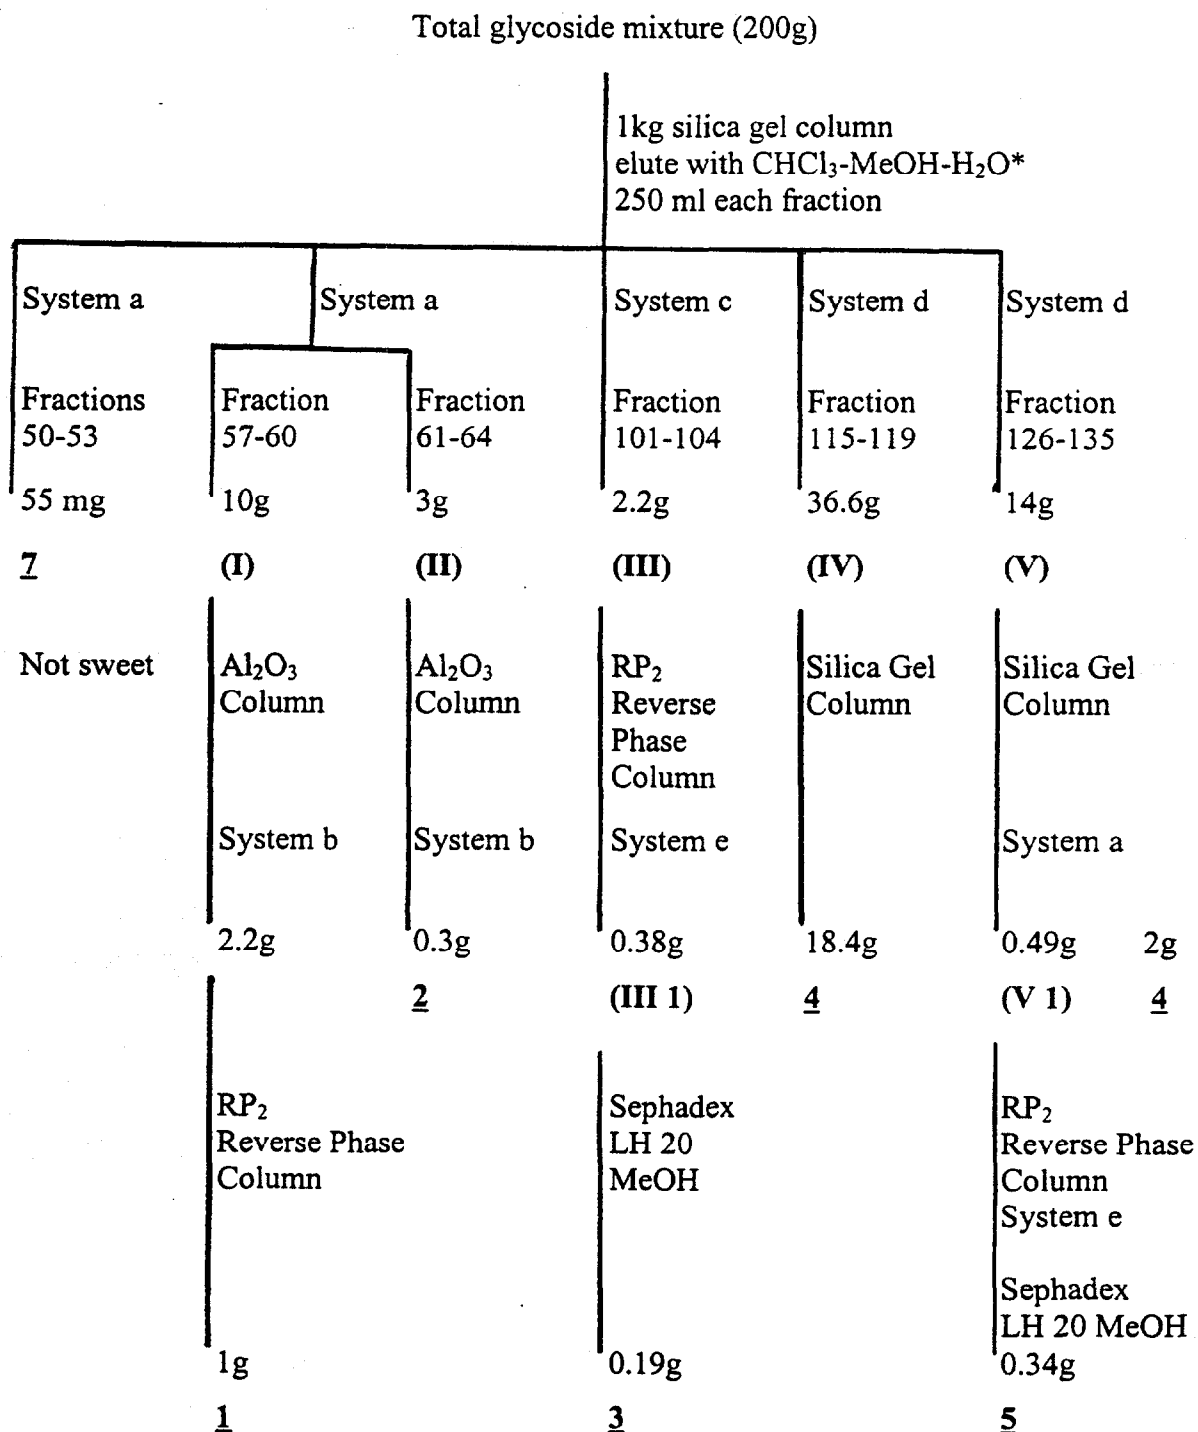 Total glycoside mixture (200g)
1kg silica gel column
elute with CHCl₃-MeOH-H₂O*
250 ml each fraction
System a
System a
System c
System d
System d
Fractions
50-53
55 mg
7
Not sweet
Fraction
57-60
10g
(I)
Al₂O₃
Column
System b
2.2g
RP₂
Reverse Phase
Column
1g
1
Fraction
61-64
3g
(II)
Al₂O₃
Column
System b
0.3g
2
Fraction
101-104
2.2g
(III)
RP₂
Reverse
Phase
Column
System e
0.38g
(III 1)
Sephadex
LH 20
MeOH
0.19g
3
Fraction
115-119
36.6g
(IV)
Silica Gel
Column
18.4g
4
Fraction
126-135
14g
(V)
Silica Gel
Column
System a
0.49g 2g
(V 1) 4
RP₂
Reverse Phase
Column
System e
Sephadex
LH 20 MeOH
0.34g
5